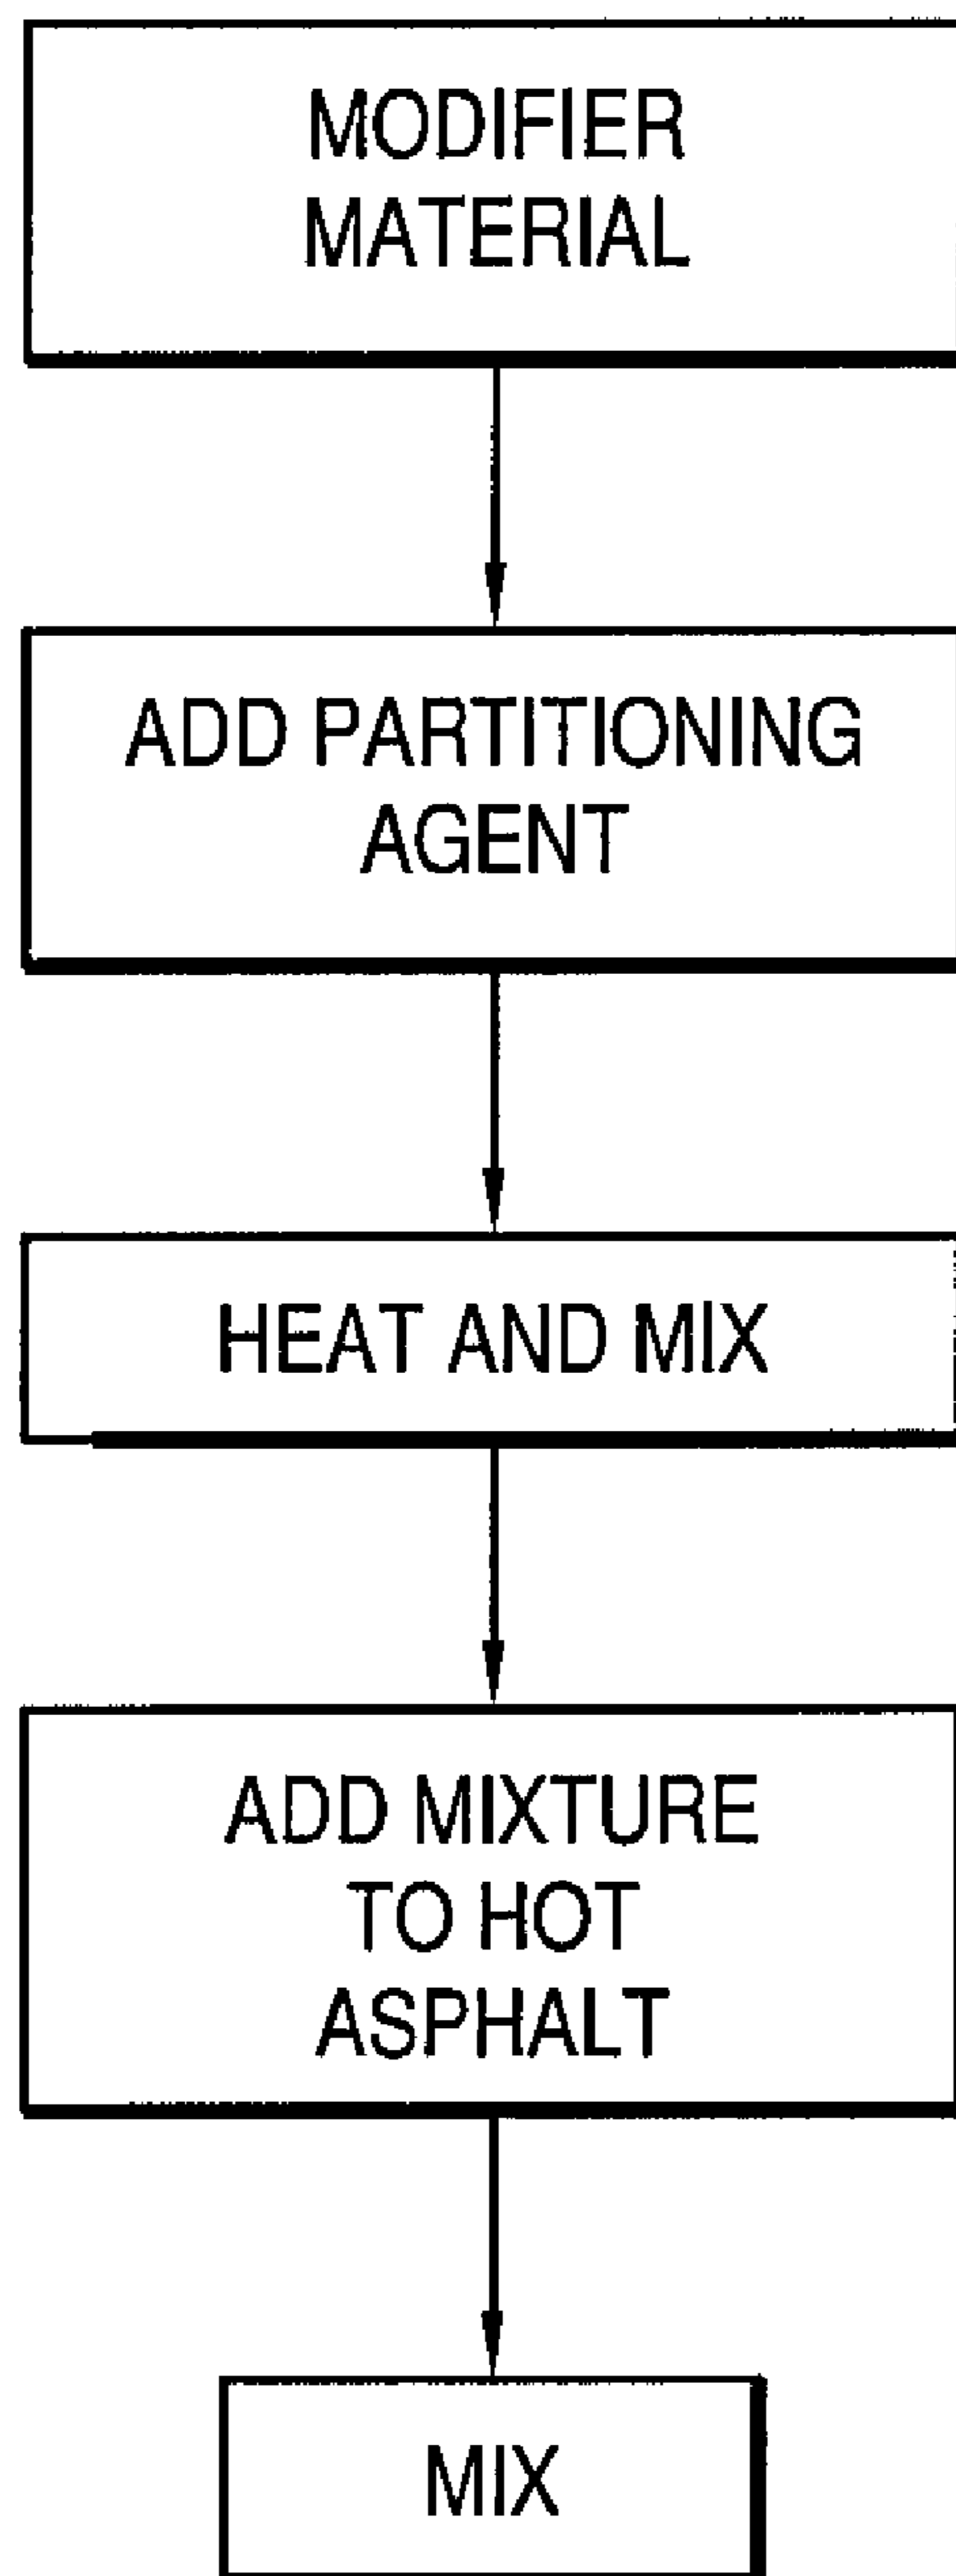 MODIFIER
MATERIAL
ADD PARTITIONING
AGENT
HEAT AND MIX
ADD MIXTURE
TO HOT
ASPHALT
MIX